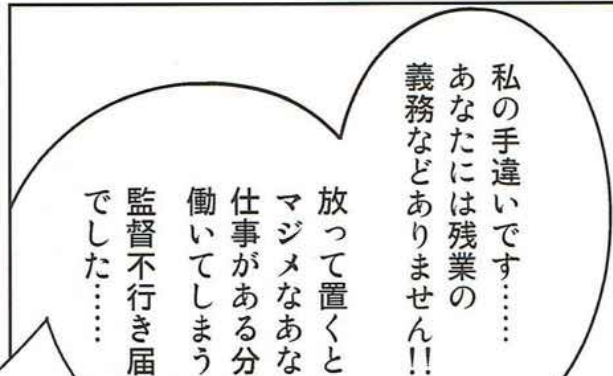 私の手違いです……
あなたには残業の
義務などありません!!
放って置くと
マジメなあな
仕事がある分
働いてしまう
監督不行き届
でした……